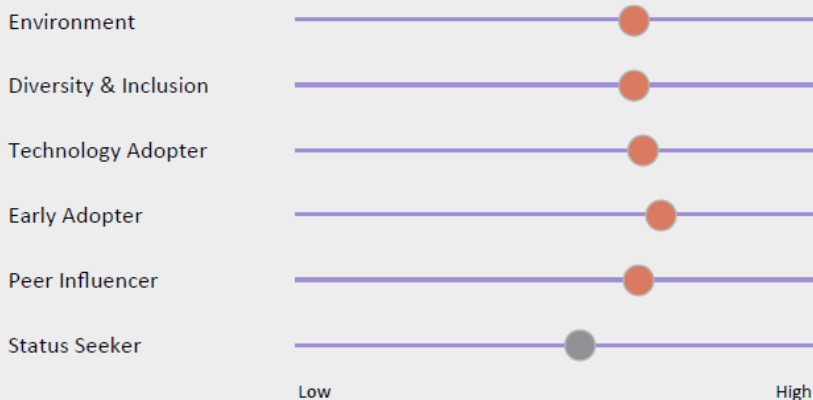 Environment
Diversity & Inclusion
Technology Adopter
Early Adopter
Peer Influencer
Status Seeker
Low High